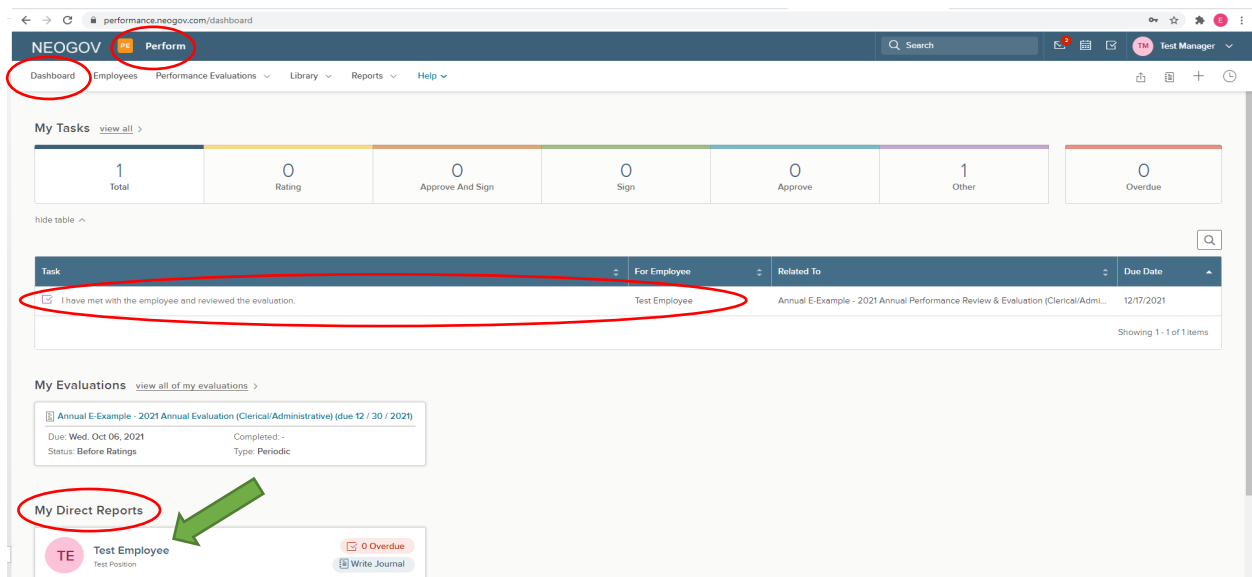 performance.neogov.com/dashboard
E
NEOGOV PE Perform
Search
2
TM Test Manager
Dashboard Employees Performance Evaluations Library Reports Help
My Tasks view all >
1 0 0 0 0 1 0
Total Rating Approve And Sign Sign Approve Other Overdue
hide table
Task For Employee Related To Due Date
I have met with the employee and reviewed the evaluation. Test Employee Annual E-Example - 2021 Annual Performance Review & Evaluation (Clerical/Admi... 12/17/2021
Showing 1 - 1 of 1 items
My Evaluations view all of my evaluations >
Annual E-Example - 2021 Annual Evaluation (Clerical/Administrative) (due 12 / 30 / 2021)
Due: Wed. Oct 06, 2021 Completed: -
Status: Before Ratings Type: Periodic
My Direct Reports
TE Test Employee 0 Overdue
Test Position Write Journal